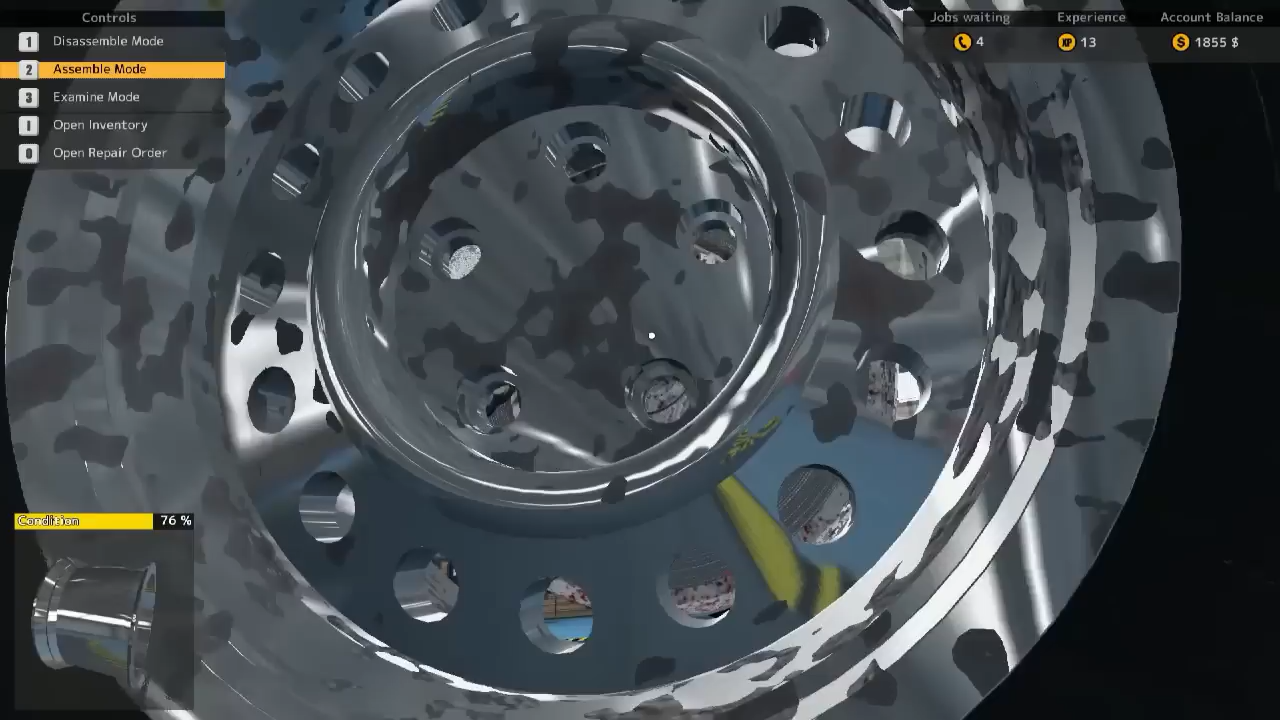 Controls
1 Disassemble Mode
2 Assemble Mode
3 Examine Mode
I Open Inventory
O Open Repair Order
Jobs waiting Experience Account Balance
4 XP 13 $ 1855 $
Condition 76 %